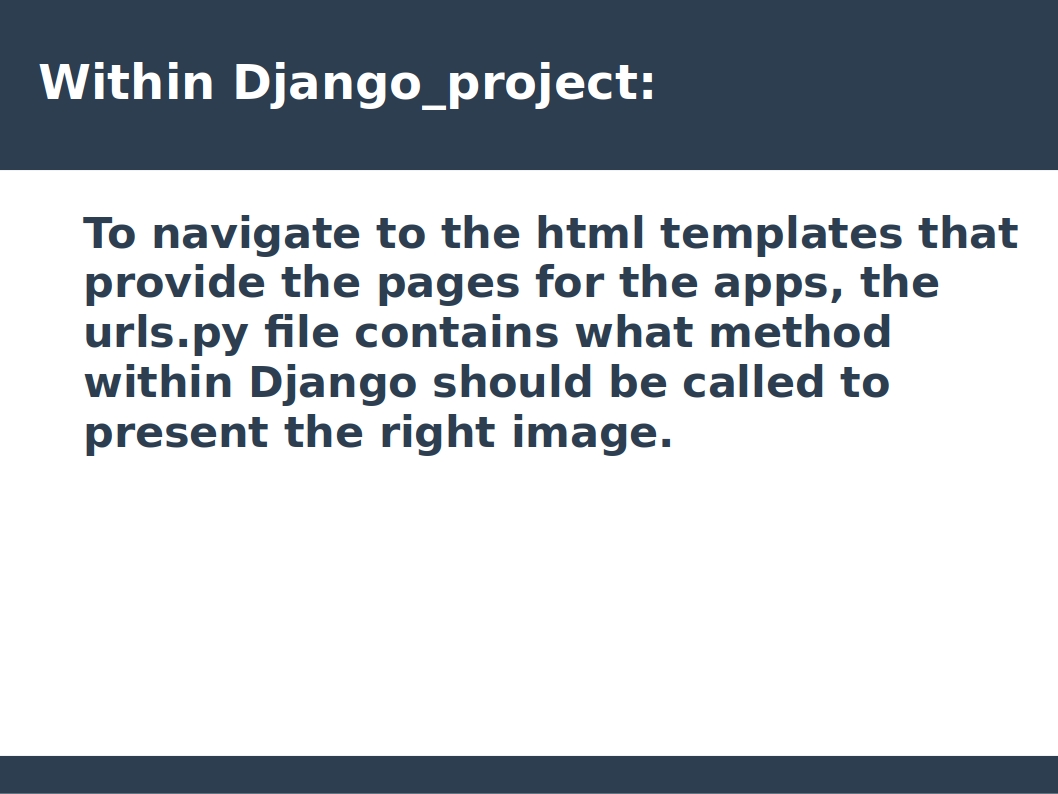 Within Django_project:
To navigate to the html templates that
provide the pages for the apps, the
urls.py file contains what method
within Django should be called to
present the right image.